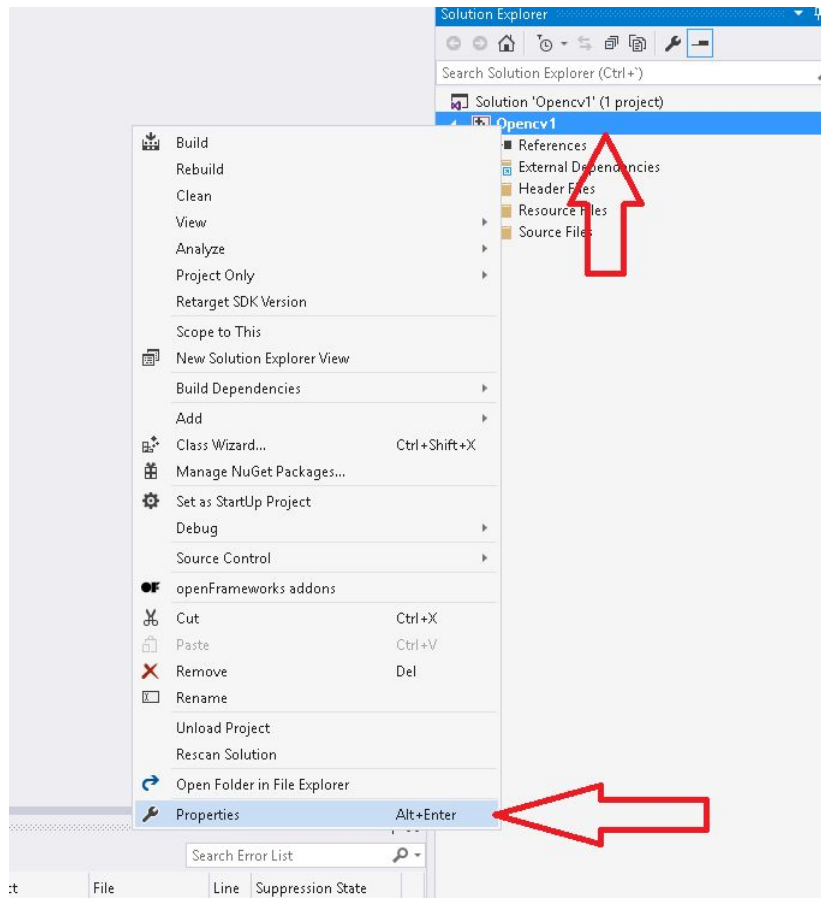 Solution Explorer
Search Solution Explorer (Ctrl+`)
Solution 'Opencv1' (1 project)
Opencv1
References
External Dependencies
Header Files
Resource Files
Source Files
Build
Rebuild
Clean
View
Analyze
Project Only
Retarget SDK Version
Scope to This
New Solution Explorer View
Build Dependencies
Add
Class Wizard... Ctrl+Shift+X
Manage NuGet Packages...
Set as StartUp Project
Debug
Source Control
OF openFrameworks addons
Cut Ctrl+X
Paste Ctrl+V
Remove Del
Rename
Unload Project
Rescan Solution
Open Folder in File Explorer
Properties Alt+Enter
Search Error List
File Line Suppression State